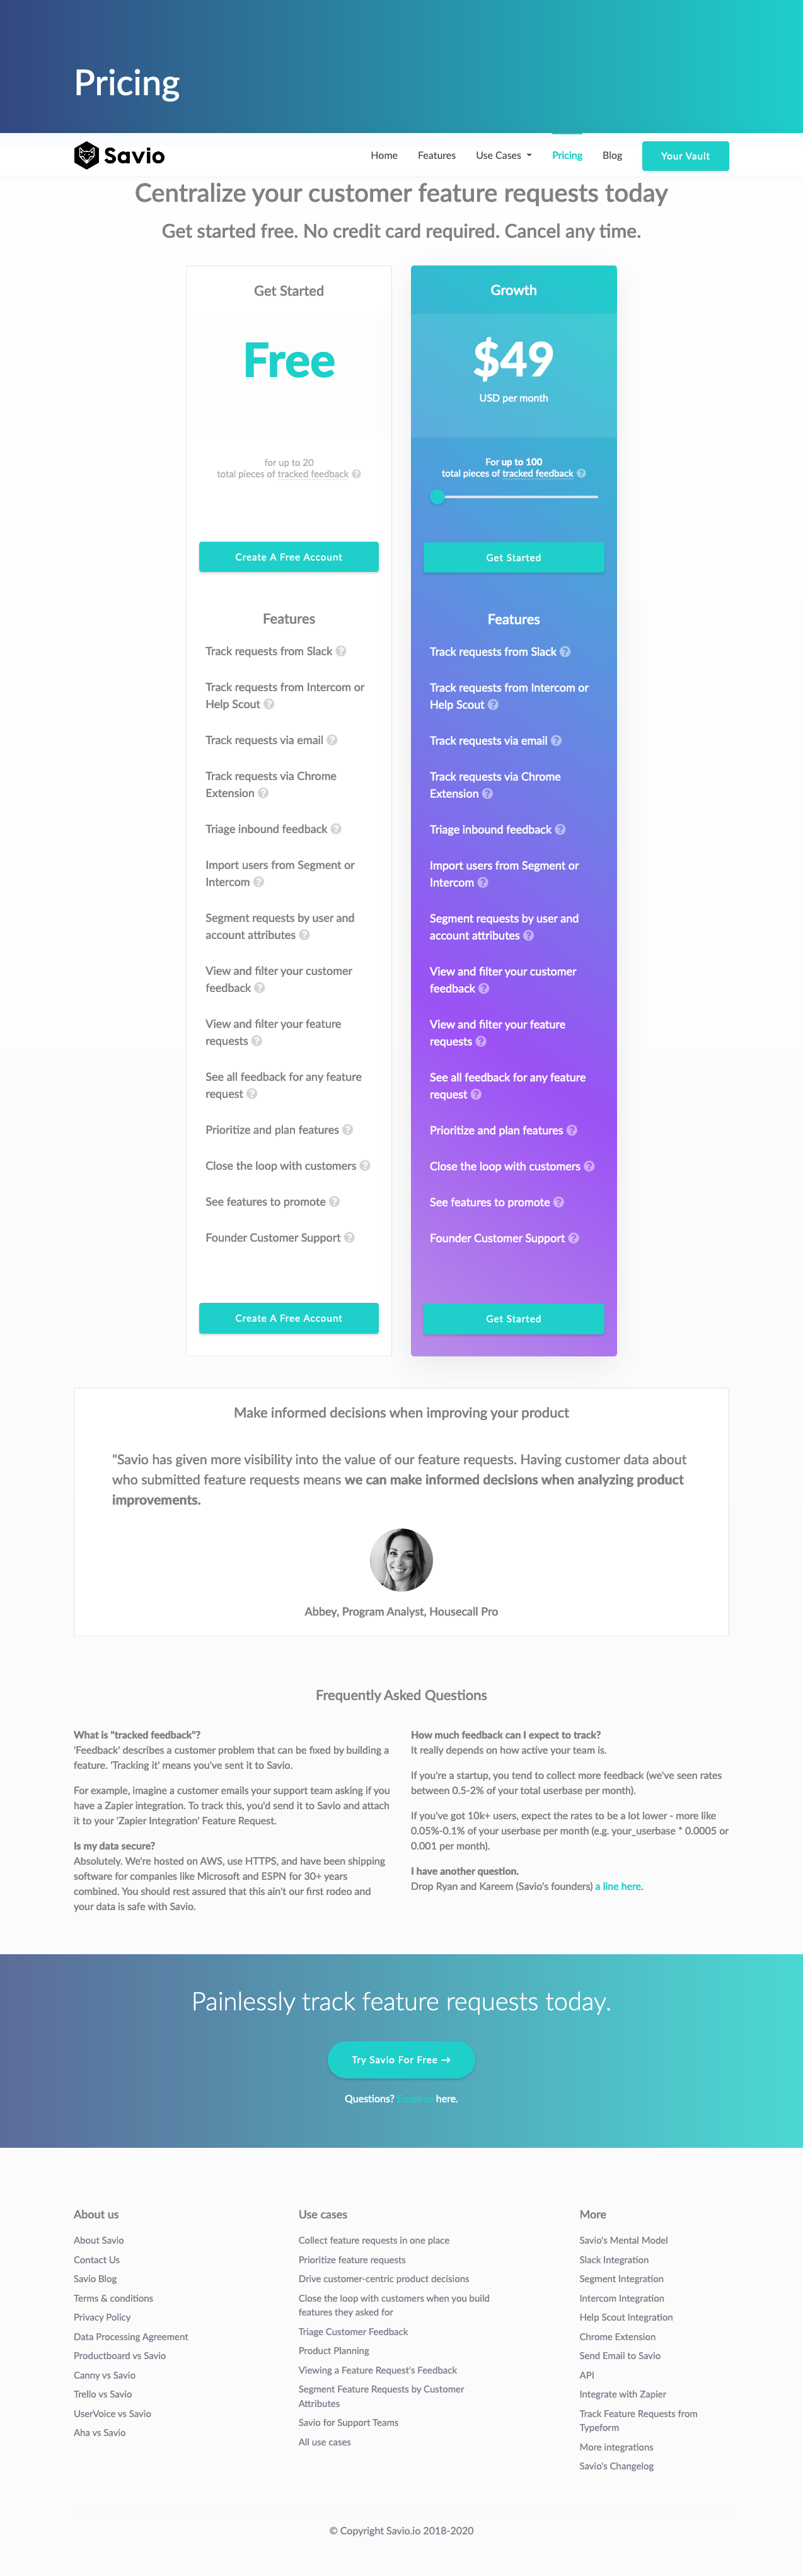 Pricing
Savio
Home
Features
Use Cases
Pricing
Blog
Your Vault
Centralize your customer feature requests today
Get started free. No credit card required. Cancel any time.
Get Started
Free
for up to 20
total pieces of tracked feedback ?
Create A Free Account
Features
Track requests from Slack ?
Track requests from Intercom or
Help Scout ?
Track requests via email ?
Track requests via Chrome
Extension ?
Triage inbound feedback ?
Import users from Segment or
Intercom ?
Segment requests by user and
account attributes ?
View and filter your customer
feedback ?
View and filter your feature
requests ?
See all feedback for any feature
request ?
Prioritize and plan features ?
Close the loop with customers ?
See features to promote ?
Founder Customer Support ?
Create A Free Account
Growth
$49
USD per month
For up to 100
total pieces of tracked feedback ?
Get Started
Features
Track requests from Slack ?
Track requests from Intercom or
Help Scout ?
Track requests via email ?
Track requests via Chrome
Extension ?
Triage inbound feedback ?
Import users from Segment or
Intercom ?
Segment requests by user and
account attributes ?
View and filter your customer
feedback ?
View and filter your feature
requests ?
See all feedback for any feature
request ?
Prioritize and plan features ?
Close the loop with customers ?
See features to promote ?
Founder Customer Support ?
Get Started
Make informed decisions when improving your product
"Savio has given more visibility into the value of our feature requests. Having customer data about
who submitted feature requests means we can make informed decisions when analyzing product
improvements.
Abbey, Program Analyst, Housecall Pro
Frequently Asked Questions
What is "tracked feedback"?
'Feedback' describes a customer problem that can be fixed by building a
feature. 'Tracking it' means you've sent it to Savio.
For example, imagine a customer emails your support team asking if you
have a Zapier integration. To track this, you'd send it to Savio and attach
it to your 'Zapier Integration' Feature Request.
Is my data secure?
Absolutely. We're hosted on AWS, use HTTPS, and have been shipping
software for companies like Microsoft and ESPN for 30+ years
combined. You should rest assured that this ain't our first rodeo and
your data is safe with Savio.
How much feedback can I expect to track?
It really depends on how active your team is.
If you're a startup, you tend to collect more feedback (we've seen rates
between 0.5-2% of your total userbase per month).
If you've got 10k+ users, expect the rates to be a lot lower - more like
0.05%-0.1% of your userbase per month (e.g. your_userbase * 0.0005 or
0.001 per month).
I have another question.
Drop Ryan and Kareem (Savio's founders) a line here.
Painlessly track feature requests today.
Try Savio For Free →
Questions? Email us here.
About us
About Savio
Contact Us
Savio Blog
Terms & conditions
Privacy Policy
Data Processing Agreement
Productboard vs Savio
Canny vs Savio
Trello vs Savio
UserVoice vs Savio
Aha vs Savio
Use cases
Collect feature requests in one place
Prioritize feature requests
Drive customer-centric product decisions
Close the loop with customers when you build
features they asked for
Triage Customer Feedback
Product Planning
Viewing a Feature Request's Feedback
Segment Feature Requests by Customer
Attributes
Savio for Support Teams
All use cases
More
Savio's Mental Model
Slack Integration
Segment Integration
Intercom Integration
Help Scout Integration
Chrome Extension
Send Email to Savio
API
Integrate with Zapier
Track Feature Requests from
Typeform
More integrations
Savio's Changelog
© Copyright Savio.io 2018-2020